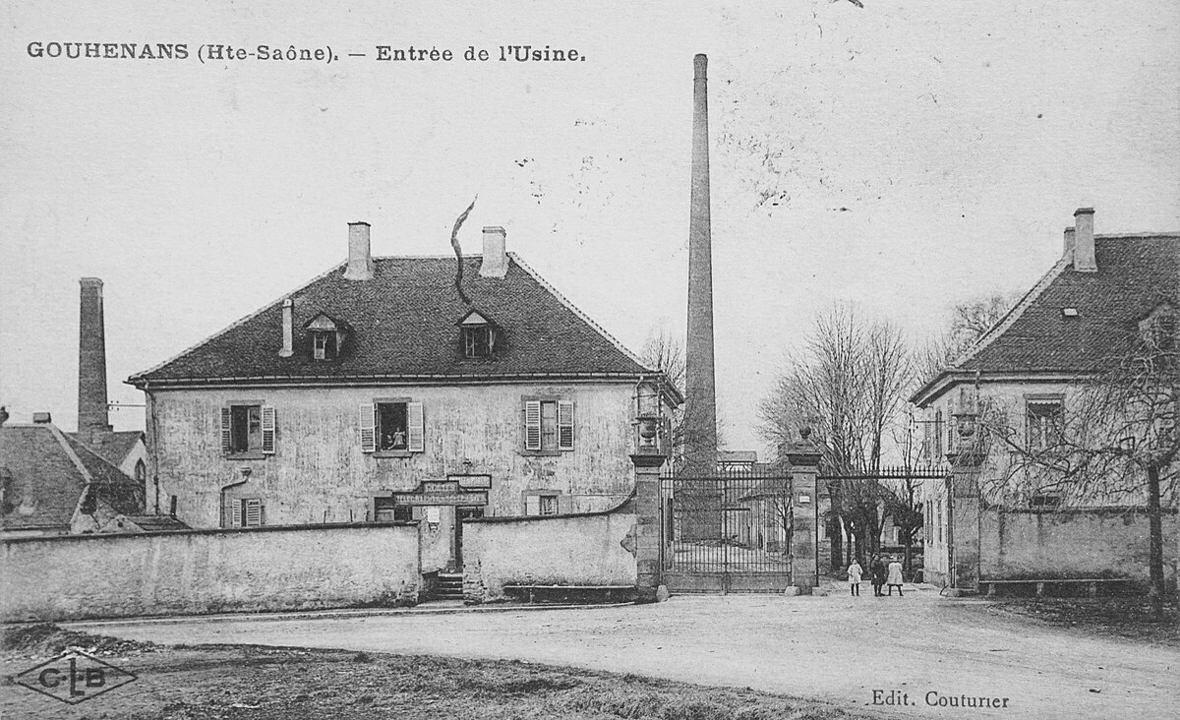 GOUHENANS (Hte-Saône). — Entrée de l'Usine.
C·L·B
Edit. Couturier